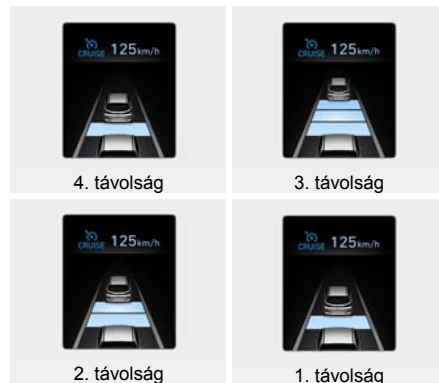 CRUISE 125km/h
4. távolság
CRUISE 125km/h
3. távolság
CRUISE 125km/h
2. távolság
CRUISE 125km/h
1. távolság